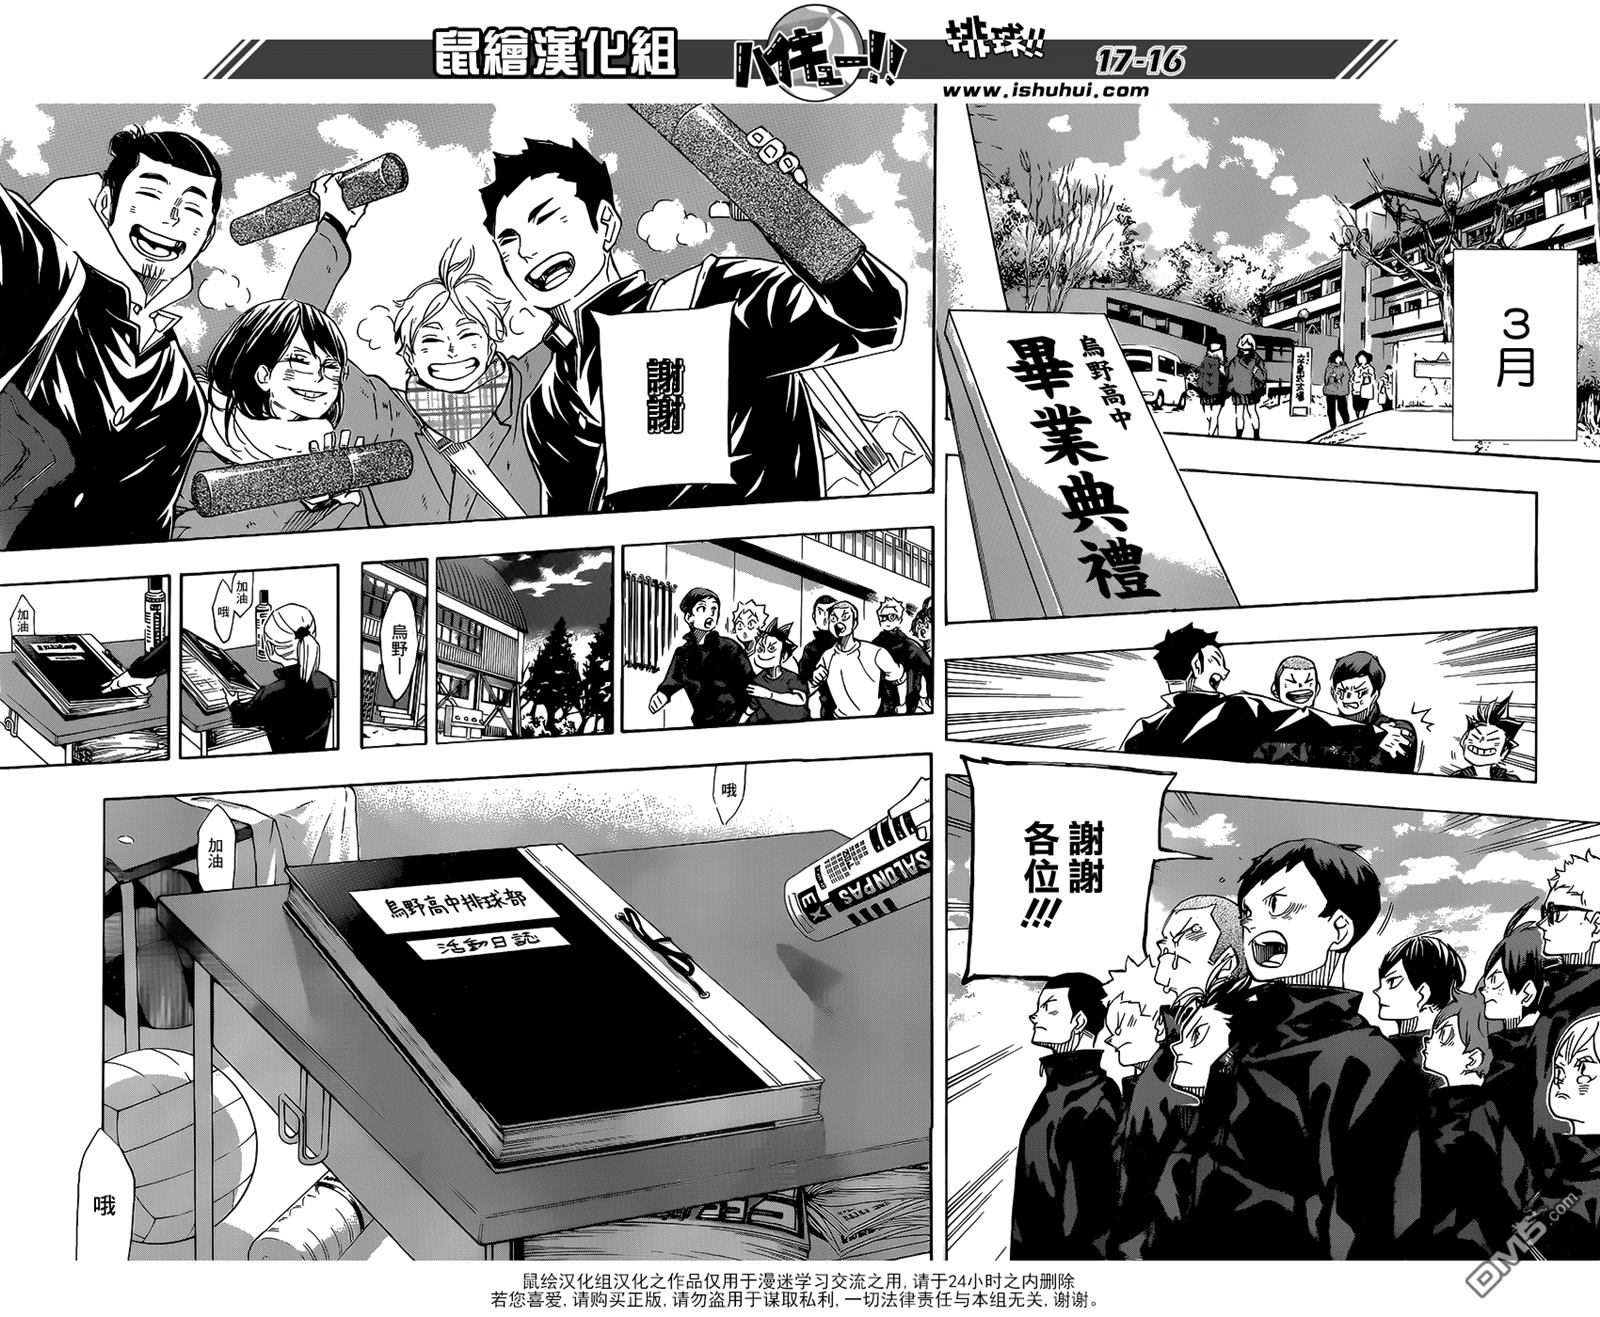 鼠繪漢化組
ハイキュー!!
排球!!
17-16
www.ishuhui.com
3月
烏野高中
畢業典禮
謝謝
各位!!!
謝謝
烏野
加油
哦
加油
哦
加油
哦
烏野高中排球部
活動日誌
SALONPAS
EX
DM5.com
鼠绘汉化组汉化之作品仅用于漫迷学习交流之用,请于24小时之内删除
若您喜爱,请购买正版,请勿盗用于谋取私利,一切法律责任与本组无关,谢谢。